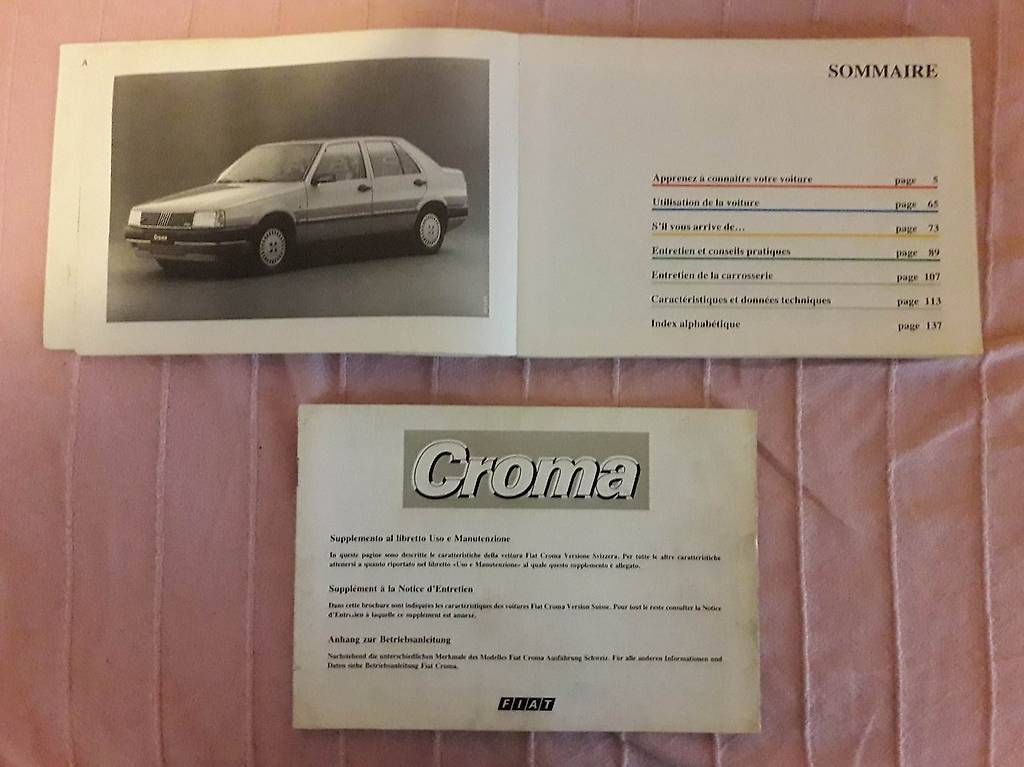 A
Croma
SOMMAIRE
Apprenez à connaître votre voiture page 5
Utilisation de la voiture page 65
S'il vous arrive de... page 73
Entretien et conseils pratiques page 89
Entretien de la carrosserie page 107
Caractéristiques et données techniques page 113
Index alphabétique page 137
Croma
Supplemento al libretto Uso e Manutenzione
In queste pagine sono descritte le caratteristiche della vettura Fiat Croma Versione Svizzera. Per tutte le altre caratteristiche
attenersi a quanto riportato nel libretto «Uso e Manutenzione» al quale questo supplemento è allegato.
Supplément à la Notice d'Entretien
Dans cette brochure sont indiquées les caractéristiques des voitures Fiat Croma Version Suisse. Pour tout le reste consulter la Notice
d'Entretien à laquelle ce supplément est annexé.
Anhang zur Betriebsanleitung
Nachstehend die unterschiedlichen Merkmale des Modelles Fiat Croma Ausführung Schweiz. Für alle anderen Informationen und
Daten siehe Betriebsanleitung Fiat Croma.
FIAT